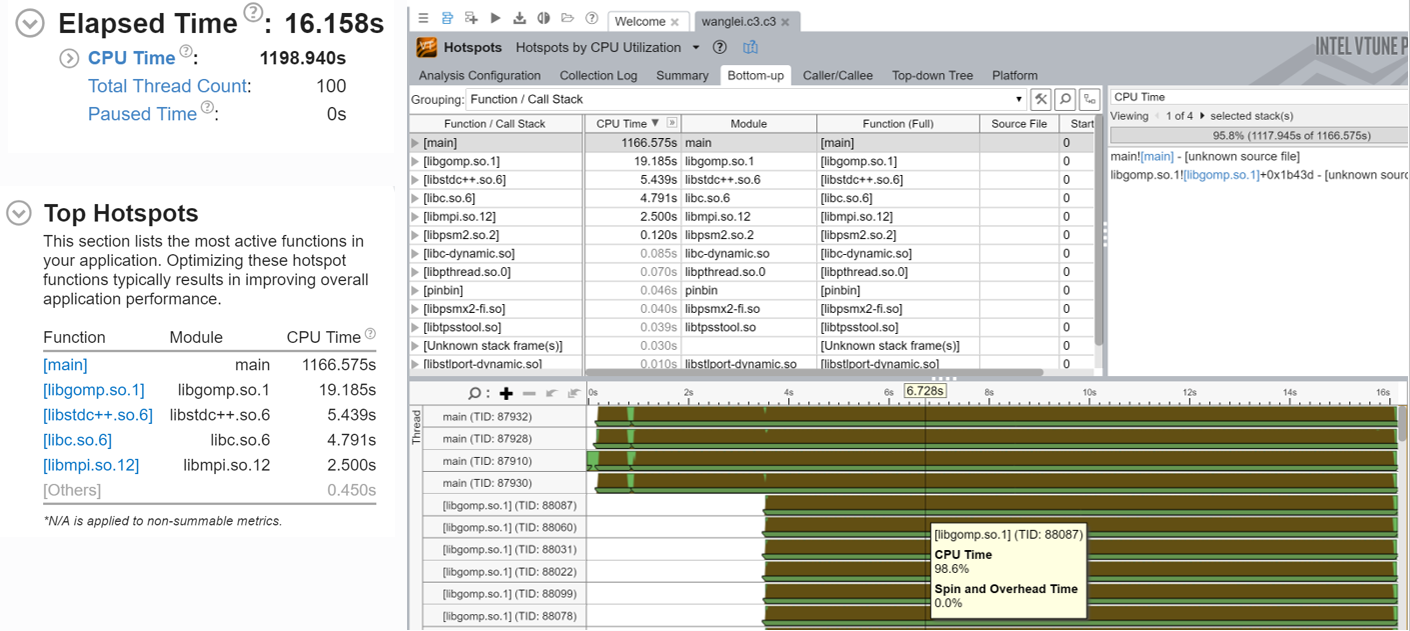 Elapsed Time ?: 16.158s
CPU Time ?: 1198.940s
Total Thread Count: 100
Paused Time ?: 0s
Top Hotspots
This section lists the most active functions in
your application. Optimizing these hotspot
functions typically results in improving overall
application performance.
Function Module CPU Time ?
[main] main 1166.575s
[libgomp.so.1] libgomp.so.1 19.185s
[libstdc++.so.6] libstdc++.so.6 5.439s
[libc.so.6] libc.so.6 4.791s
[libmpi.so.12] libmpi.so.12 2.500s
[Others] 0.450s
*N/A is applied to non-summable metrics.
Welcome × wanglei.c3.c3 ×
Hotspots Hotspots by CPU Utilization ?
INTEL VTUNE P
Analysis Configuration Collection Log Summary Bottom-up Caller/Callee Top-down Tree Platform
Grouping: Function / Call Stack
Function / Call Stack CPU Time ▼ » Module Function (Full) Source File Start
[main] 1166.575s main [main] 0
[libgomp.so.1] 19.185s libgomp.so.1 [libgomp.so.1] 0
[libstdc++.so.6] 5.439s libstdc++.so.6 [libstdc++.so.6] 0
[libc.so.6] 4.791s libc.so.6 [libc.so.6] 0
[libmpi.so.12] 2.500s libmpi.so.12 [libmpi.so.12] 0
[libpsm2.so.2] 0.120s libpsm2.so.2 [libpsm2.so.2] 0
[libc-dynamic.so] 0.085s libc-dynamic.so [libc-dynamic.so] 0
[libpthread.so.0] 0.070s libpthread.so.0 [libpthread.so.0] 0
[pinbin] 0.046s pinbin [pinbin] 0
[libpsmx2-fi.so] 0.040s libpsmx2-fi.so [libpsmx2-fi.so] 0
[libtpsstool.so] 0.039s libtpsstool.so [libtpsstool.so] 0
[Unknown stack frame(s)] 0.030s [Unknown stack frame(s)] 0
[libstlport-dynamic.so] 0.010s libstlport-dynamic.so [libstlport-dynamic.so] 0
CPU Time
Viewing 1 of 4 selected stack(s)
95.8% (1117.945s of 1166.575s)
main![main] - [unknown source file]
libgomp.so.1![libgomp.so.1]+0x1b43d - [unknown sourc
0s 2s 4s 6s 6.728s 8s 10s 12s 14s 16s
Thread
main (TID: 87932)
main (TID: 87928)
main (TID: 87910)
main (TID: 87930)
[libgomp.so.1] (TID: 88087)
[libgomp.so.1] (TID: 88060)
[libgomp.so.1] (TID: 88031)
[libgomp.so.1] (TID: 88022)
[libgomp.so.1] (TID: 88099)
[libgomp.so.1] (TID: 88078)
[libgomp.so.1] (TID: 88087)
CPU Time
98.6%
Spin and Overhead Time
0.0%